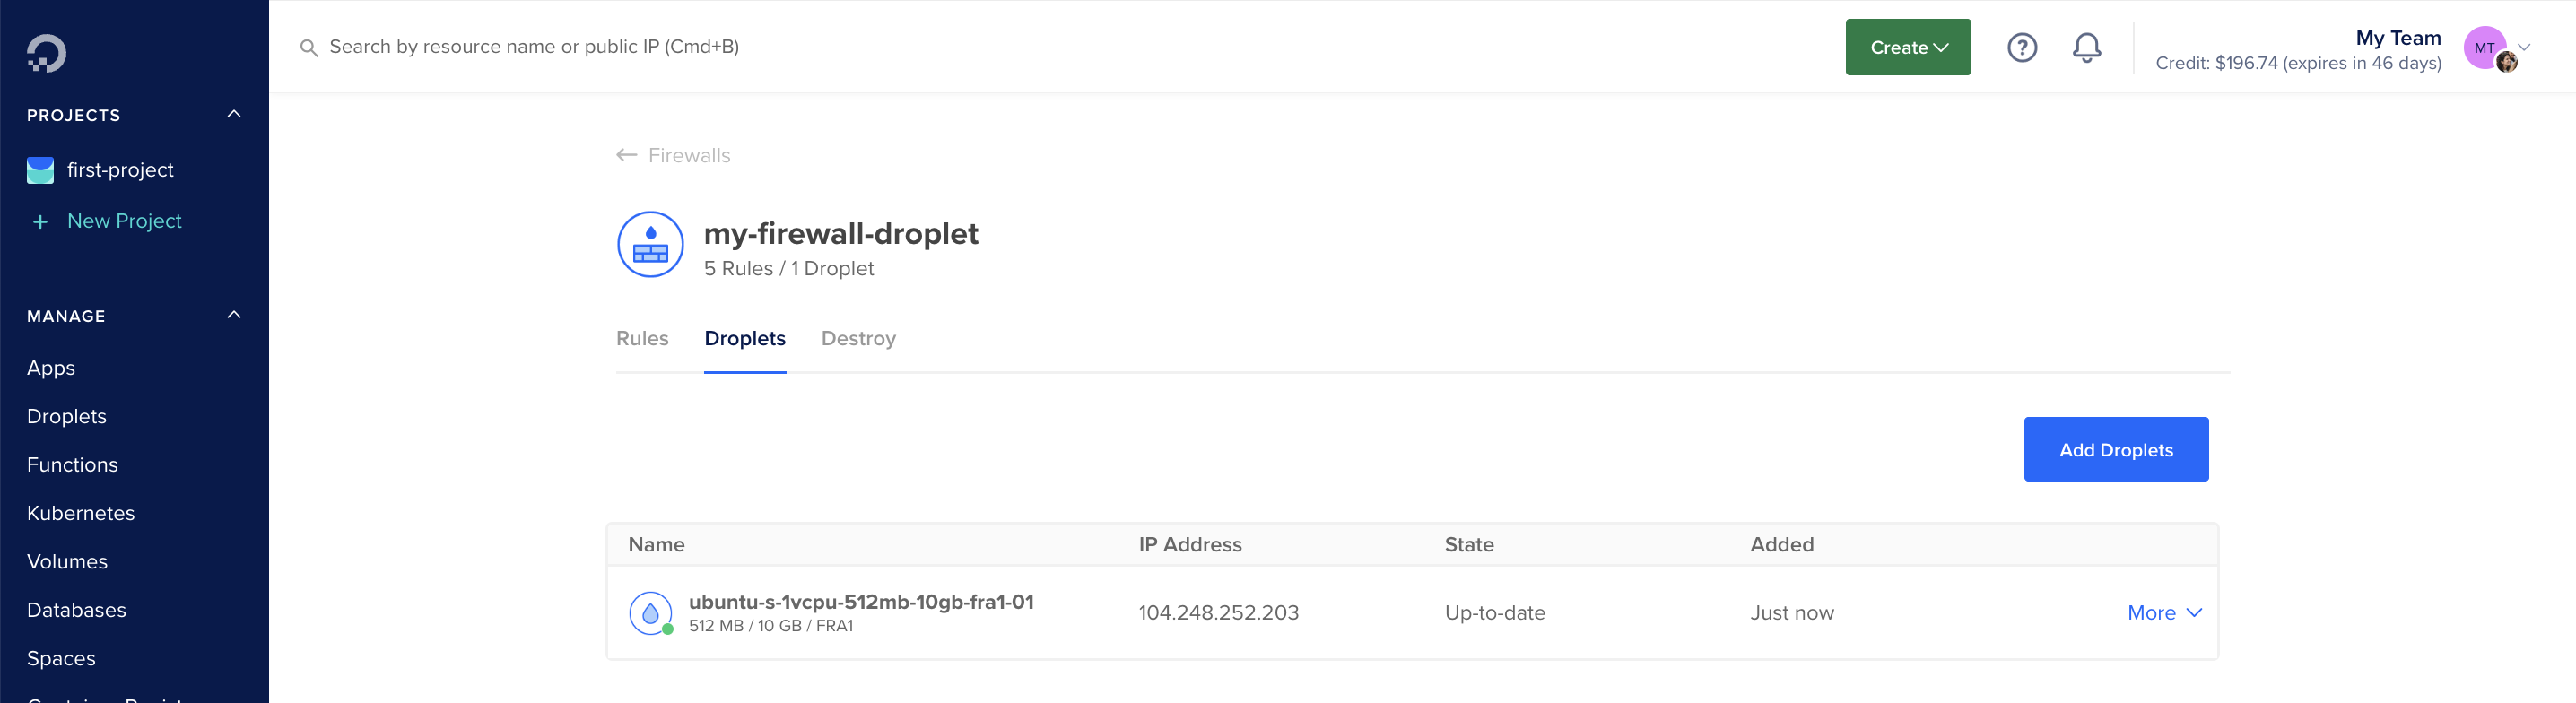 Search by resource name or public IP (Cmd+B)
Create
My Team
Credit: $196.74 (expires in 46 days)
MT
PROJECTS
first-project
+ New Project
MANAGE
Apps
Droplets
Functions
Kubernetes
Volumes
Databases
Spaces
← Firewalls
my-firewall-droplet
5 Rules / 1 Droplet
Rules Droplets Destroy
Add Droplets
Name IP Address State Added
ubuntu-s-1vcpu-512mb-10gb-fra1-01 104.248.252.203 Up-to-date Just now More
512 MB / 10 GB / FRA1